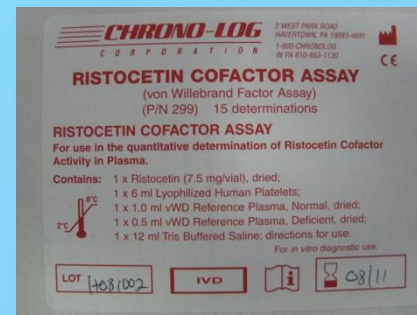 CHRONO-LOG
CORPORATION
2 WEST PARK ROAD
HAVERTOWN, PA 19083-4691
1-800-CHRONOLOG
IN PA 610-853-1130
CE
RISTOCETIN COFACTOR ASSAY
(von Willebrand Factor Assay)
(P/N 299) 15 determinations
RISTOCETIN COFACTOR ASSAY
For use in the quantitative determination of Ristocetin Cofactor
Activity in Plasma.
Contains: 1 x Ristocetin (7.5 mg/vial), dried;
1 x 6 ml Lyophilized Human Platelets;
1 x 1.0 ml vWD Reference Plasma, Normal, dried;
1 x 0.5 ml vWD Reference Plasma, Deficient, dried;
1 x 12 ml Tris Buffered Saline; directions for use.
8°C
2°C
For in vitro diagnostic use.
LOT H081002
IVD
i
08/11